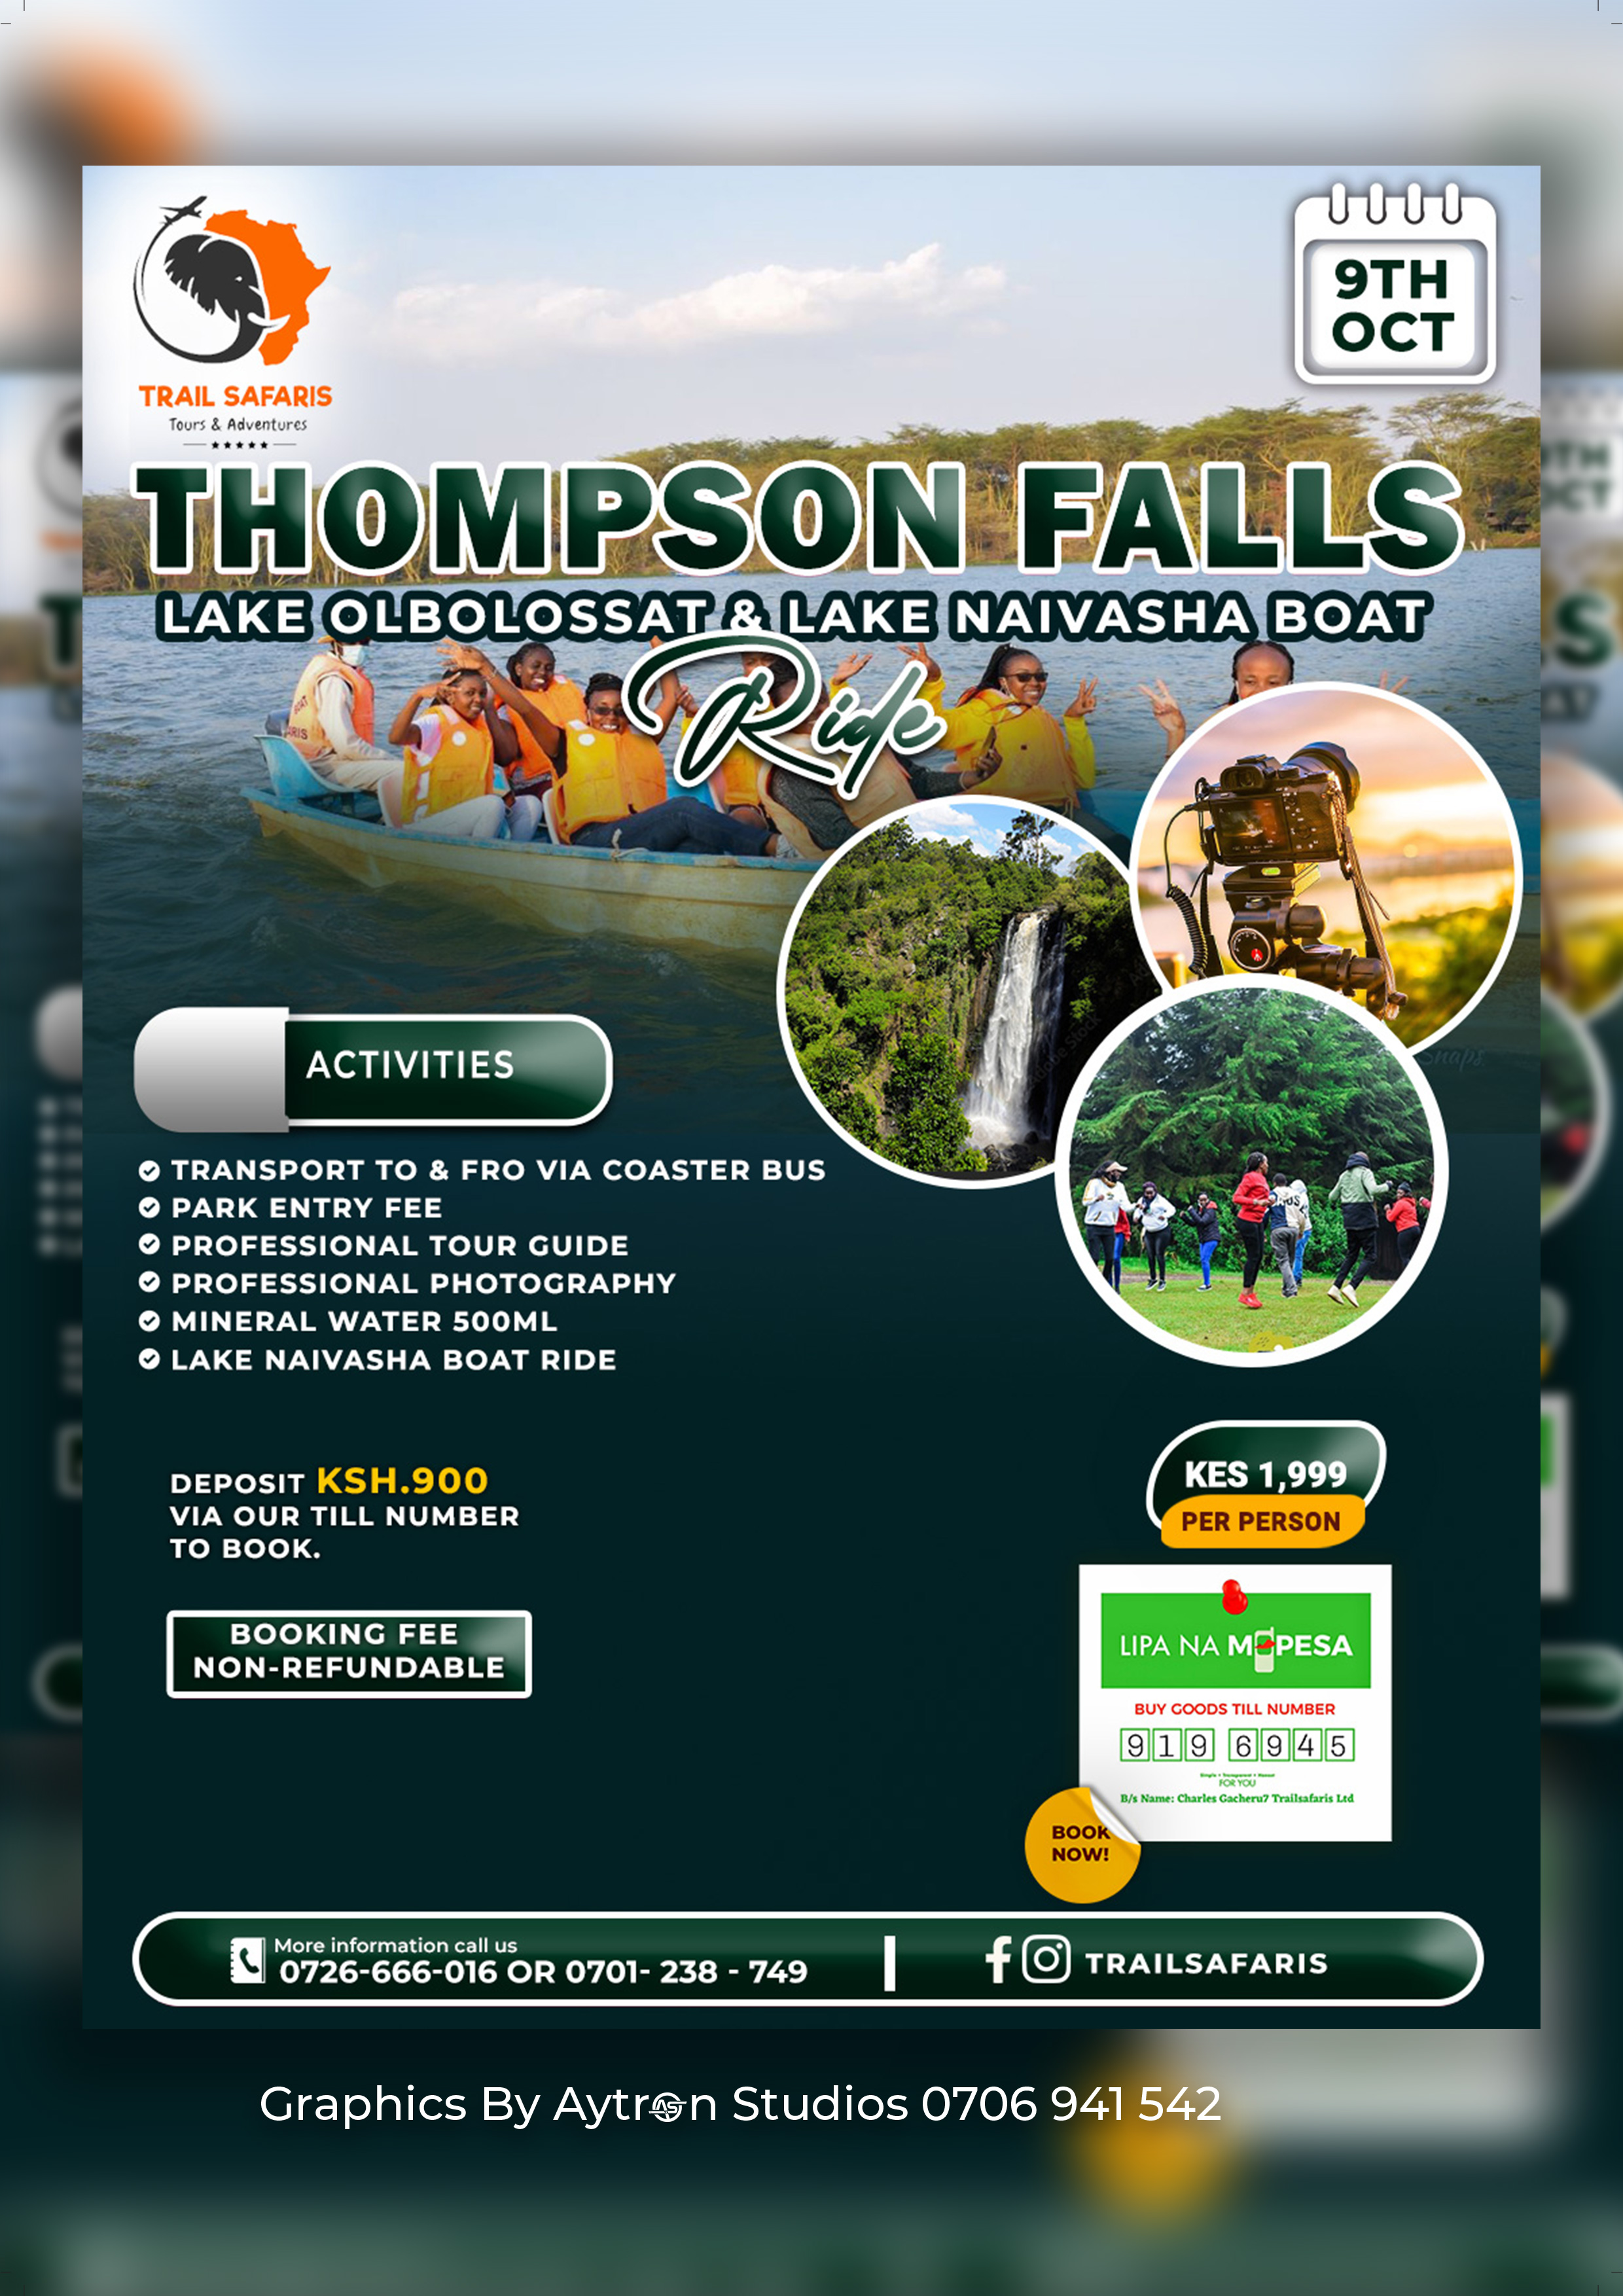 TRAIL SAFARIS
Tours & Adventures
9TH
OCT
THOMPSON FALLS
LAKE OLBOLOSSAT & LAKE NAIVASHA BOAT
Ride
ACTIVITIES
TRANSPORT TO & FRO VIA COASTER BUS
PARK ENTRY FEE
PROFESSIONAL TOUR GUIDE
PROFESSIONAL PHOTOGRAPHY
MINERAL WATER 500ML
LAKE NAIVASHA BOAT RIDE
DEPOSIT KSH.900
VIA OUR TILL NUMBER
TO BOOK.
BOOKING FEE
NON-REFUNDABLE
KES 1,999
PER PERSON
LIPA NA M-PESA
BUY GOODS TILL NUMBER
919 6945
Simple • Transparent • Honest
FOR YOU
B/s Name: Charles Gacheru7 Trailsafaris Ltd
BOOK
NOW!
More information call us
0726-666-016 OR 0701- 238 - 749
TRAILSAFARIS
Graphics By Aytron Studios 0706 941 542